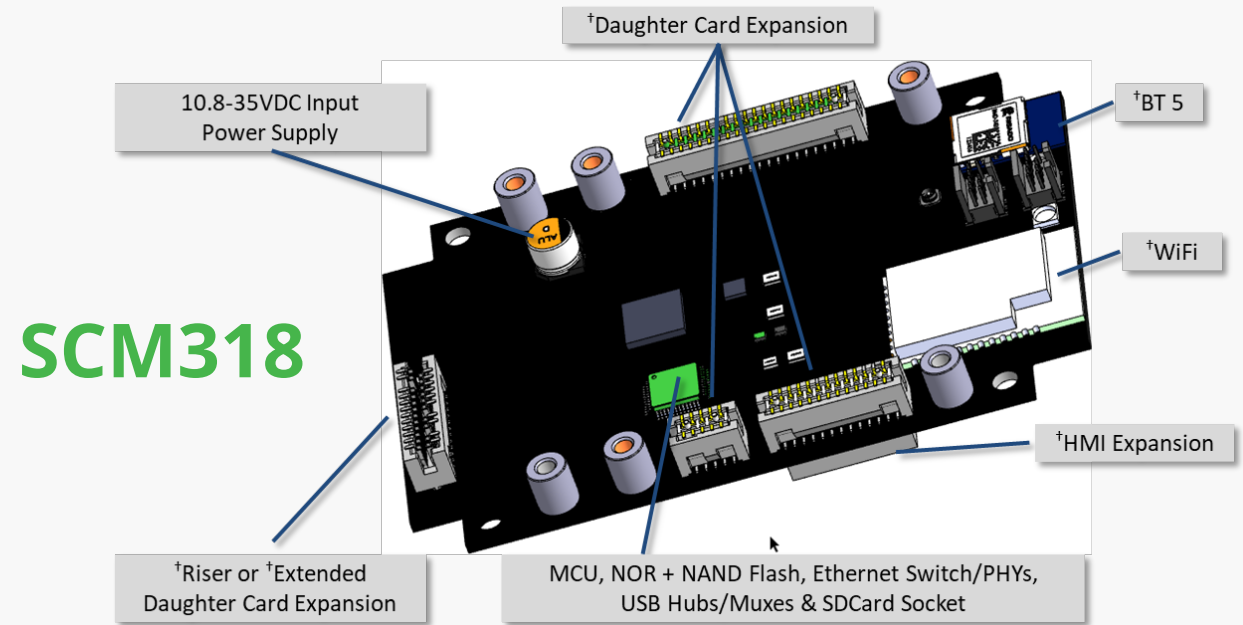 †Daughter Card Expansion
10.8-35VDC Input
Power Supply
†BT 5
†WiFi
SCM318
†HMI Expansion
†Riser or †Extended
Daughter Card Expansion
MCU, NOR + NAND Flash, Ethernet Switch/PHYs,
USB Hubs/Muxes & SDCard Socket